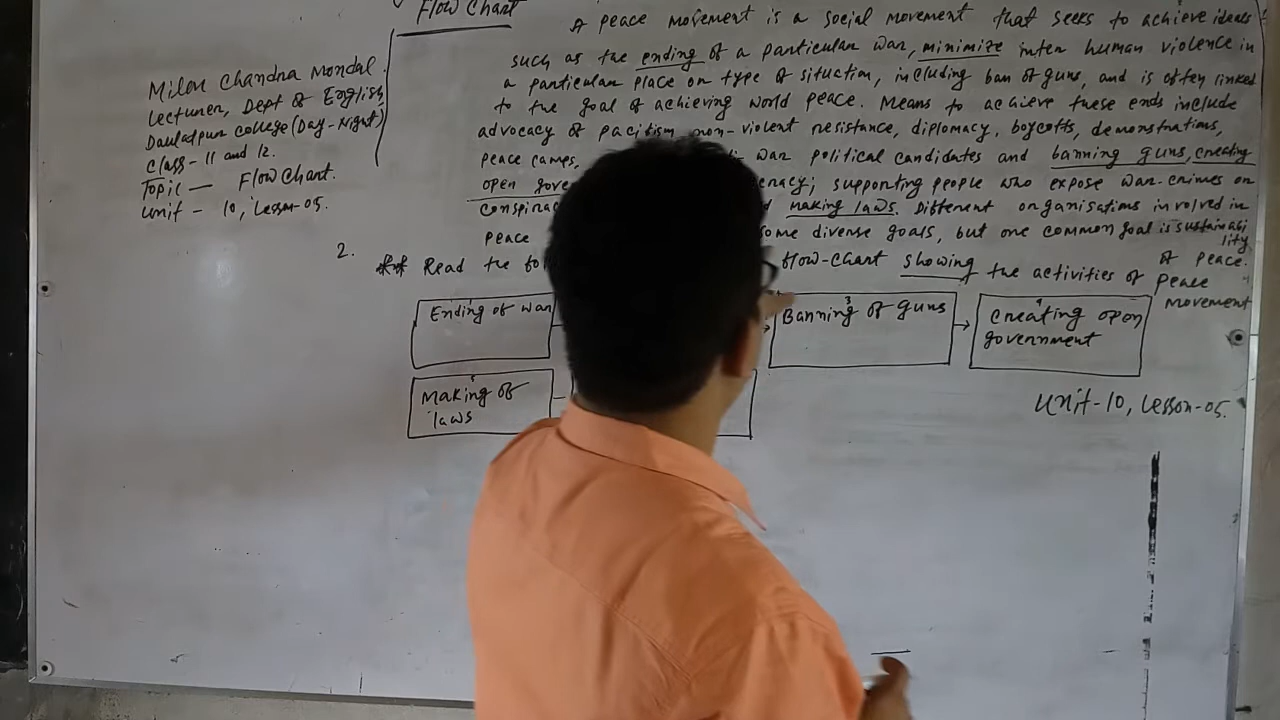 Flow Chart
A peace movement is a social movement that seeks to achieve ideals
such as the ending of a particular war, minimize inter human violence in
a particular place or type of situation, including ban of guns, and is often linked
to the goal of achieving world peace. Means to achieve these ends include
advocacy of pacitism non-violent resistance, diplomacy, boycotts, demonstrations,
peace camps, war political candidates and banning guns, creating
open gove cracy; supporting people who expose war-crimes or
conspirac making laws. Different organisations involved in
peace some diverse goals, but one common goal is sustainabi
lity
of peace.
Milon Chandra Mondal
Lecturer, Dept of English,
Daulatpur College (Day-Night)
Class- 11 and 12.
Topic — Flow Chart.
Unit - 10, Lesson-05.
2.
** Read the flow-chart showing the activities of Peace
movement
Ending of war
3
Banning of guns
4
Creating open
government
5
Making of
laws
Unit-10, Lesson-05.